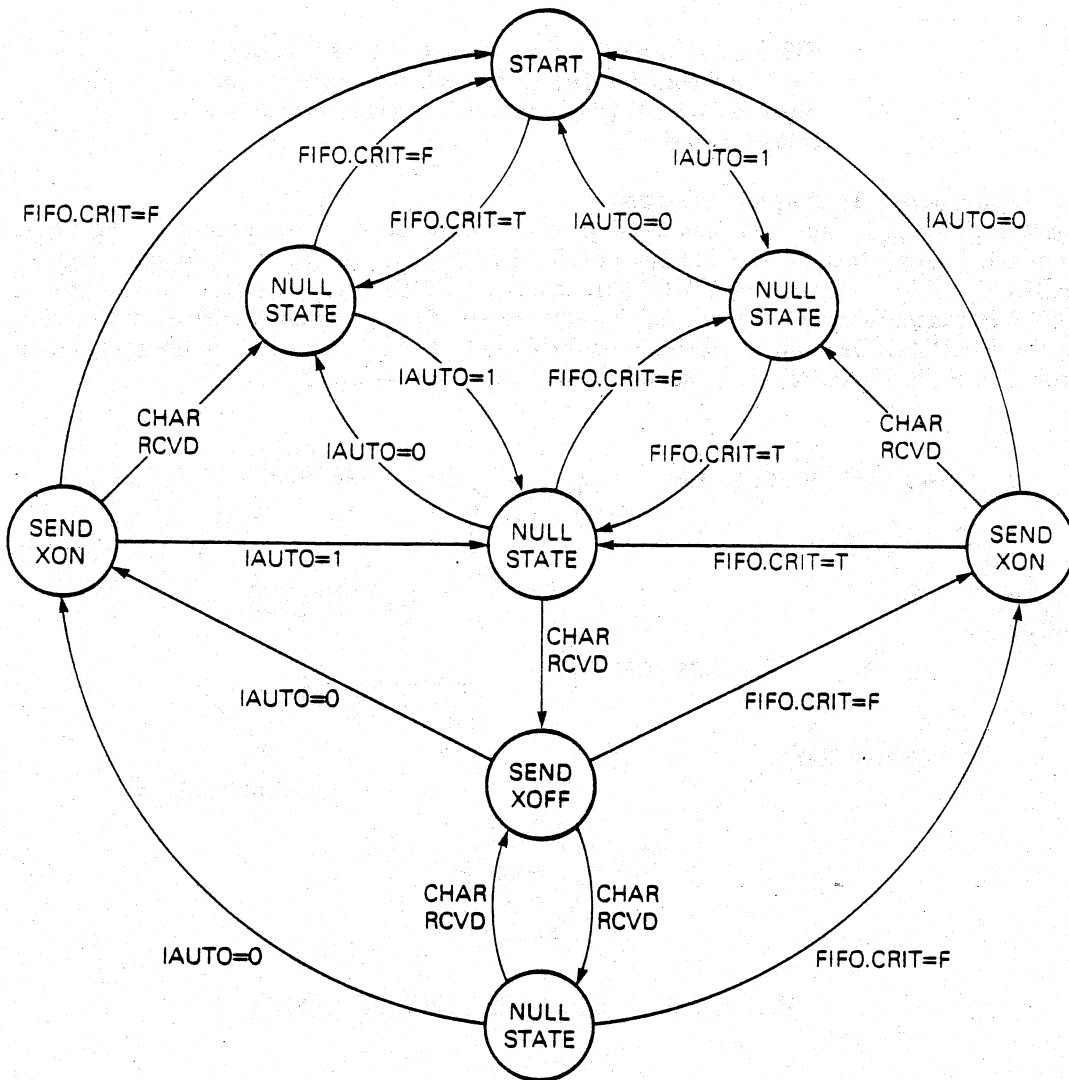 START
FIFO.CRIT=F
IAUTO=1
FIFO.CRIT=F
FIFO.CRIT=T
IAUTO=0
IAUTO=0
NULL
STATE
NULL
STATE
IAUTO=1
FIFO.CRIT=F
CHAR
RCVD
CHAR
RCVD
IAUTO=0
FIFO.CRIT=T
SEND
XON
NULL
STATE
SEND
XON
IAUTO=1
FIFO.CRIT=T
CHAR
RCVD
IAUTO=0
FIFO.CRIT=F
SEND
XOFF
CHAR
RCVD
CHAR
RCVD
IAUTO=0
FIFO.CRIT=F
NULL
STATE